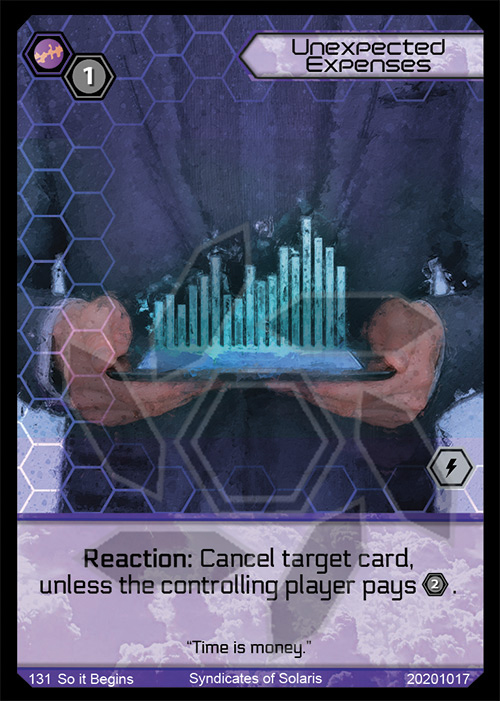 1
Unexpected
Expenses
Reaction: Cancel target card,
unless the controlling player pays 2.
“Time is money.”
131 So it Begins Syndicates of Solaris 20201017